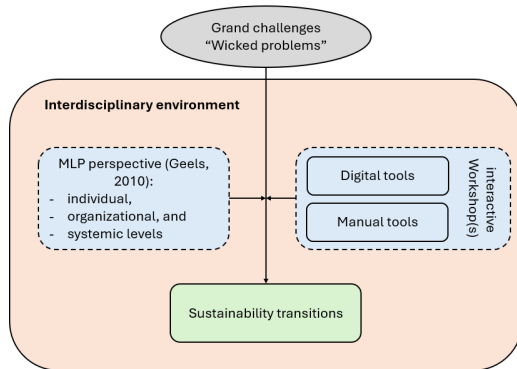 Grand challenges
“Wicked problems”
Interdisciplinary environment
MLP perspective (Geels,
2010):
- individual,
- organizational, and
- systemic levels
Digital tools
Manual tools
interactive
Workshop(s)
Sustainability transitions